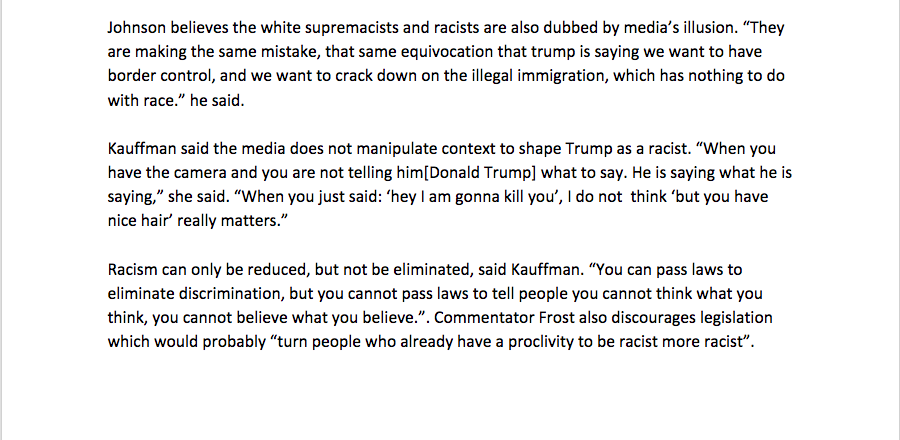 Johnson believes the white supremacists and racists are also dubbed by media’s illusion. “They
are making the same mistake, that same equivocation that trump is saying we want to have
border control, and we want to crack down on the illegal immigration, which has nothing to do
with race.” he said.
Kauffman said the media does not manipulate context to shape Trump as a racist. “When you
have the camera and you are not telling him[Donald Trump] what to say. He is saying what he is
saying,” she said. “When you just said: ‘hey I am gonna kill you’, I do not  think ‘but you have
nice hair’ really matters.”
Racism can only be reduced, but not be eliminated, said Kauffman. “You can pass laws to
eliminate discrimination, but you cannot pass laws to tell people you cannot think what you
think, you cannot believe what you believe.”. Commentator Frost also discourages legislation
which would probably “turn people who already have a proclivity to be racist more racist”.